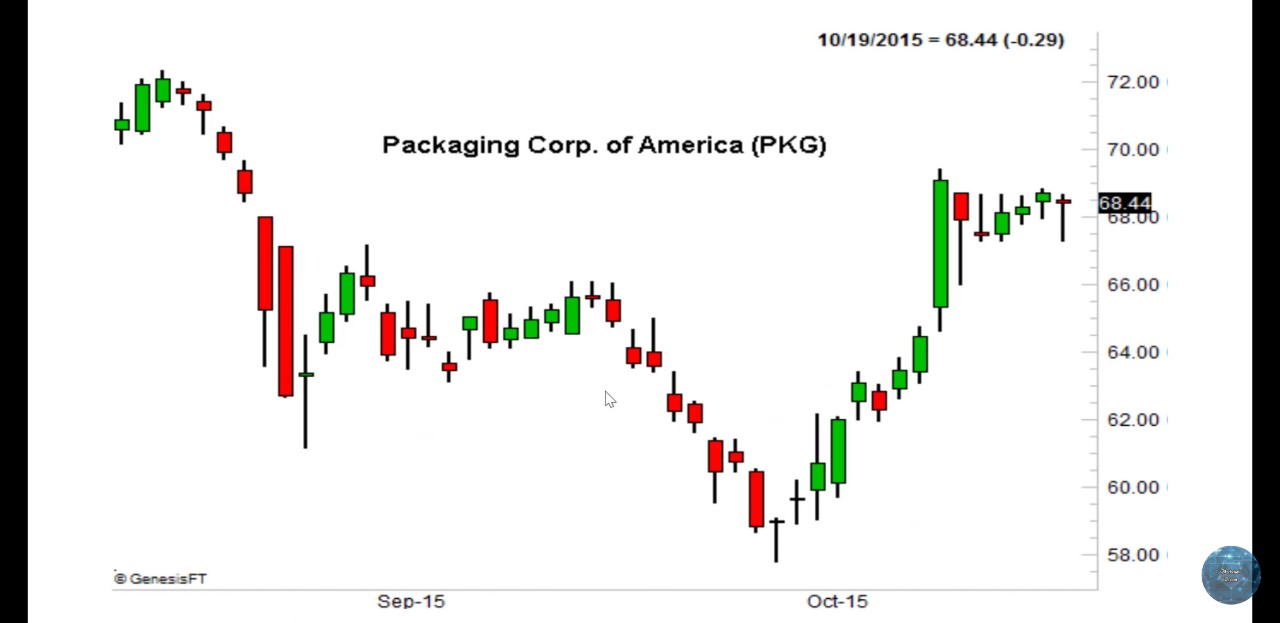 10/19/2015 = 68.44 (-0.29)
72.00
Packaging Corp. of America (PKG)
70.00
68.44
68.00
66.00
64.00
62.00
60.00
58.00
© GenesisFT
Sep-15
Oct-15